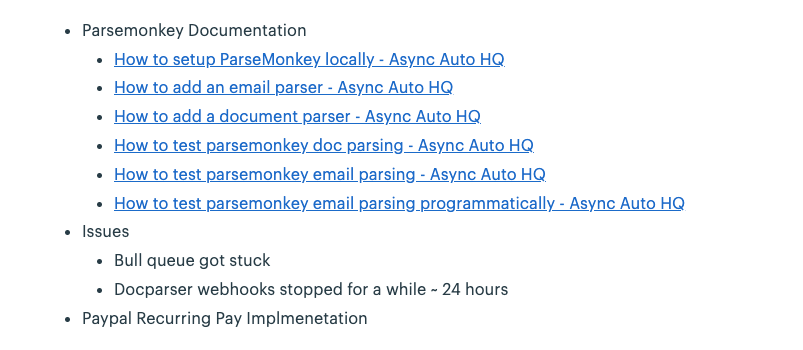 Parsemonkey Documentation
How to setup ParseMonkey locally - Async Auto HQ
How to add an email parser - Async Auto HQ
How to add a document parser - Async Auto HQ
How to test parsemonkey doc parsing - Async Auto HQ
How to test parsemonkey email parsing - Async Auto HQ
How to test parsemonkey email parsing programmatically - Async Auto HQ
Issues
Bull queue got stuck
Docparser webhooks stopped for a while ~ 24 hours
Paypal Recurring Pay Implmenetation